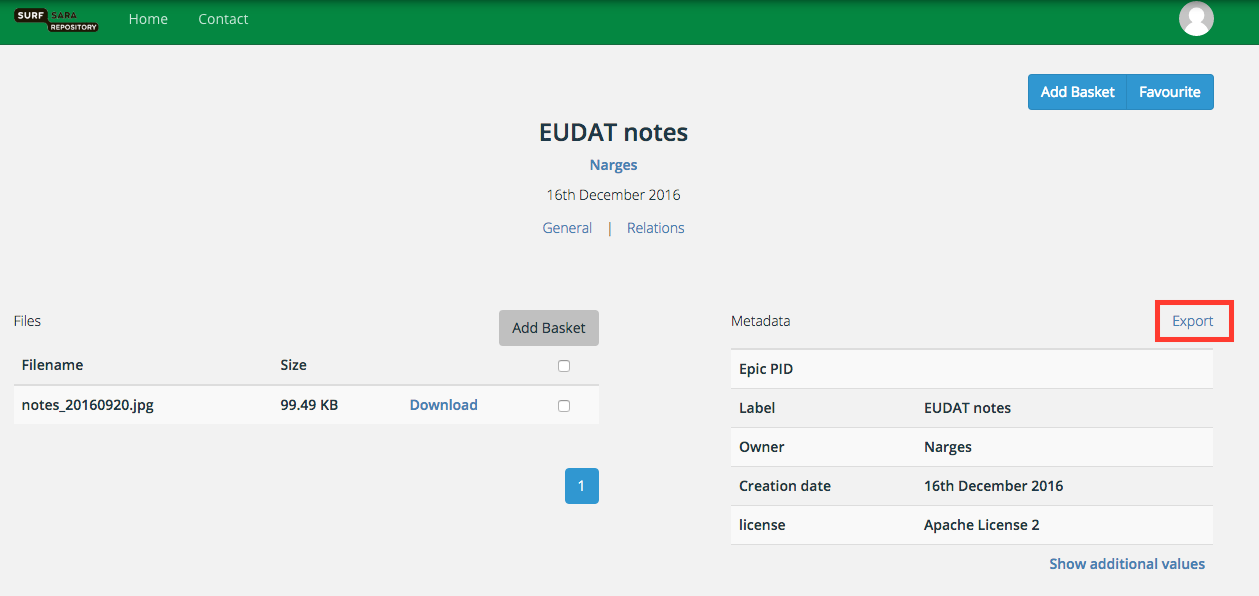 SURF SARA REPOSITORY Home Contact
Add Basket Favourite
EUDAT notes
Narges
16th December 2016
General | Relations
Files Add Basket
Filename Size
notes_20160920.jpg 99.49 KB Download
1
Metadata Export
Epic PID
Label EUDAT notes
Owner Narges
Creation date 16th December 2016
license Apache License 2
Show additional values